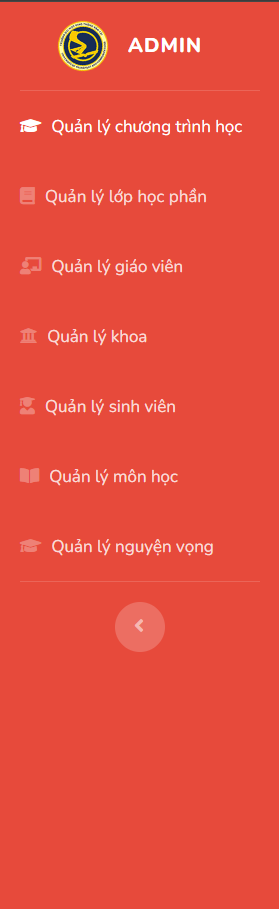 ADMIN
Quản lý chương trình học
Quản lý lớp học phần
Quản lý giáo viên
Quản lý khoa
Quản lý sinh viên
Quản lý môn học
Quản lý nguyện vọng